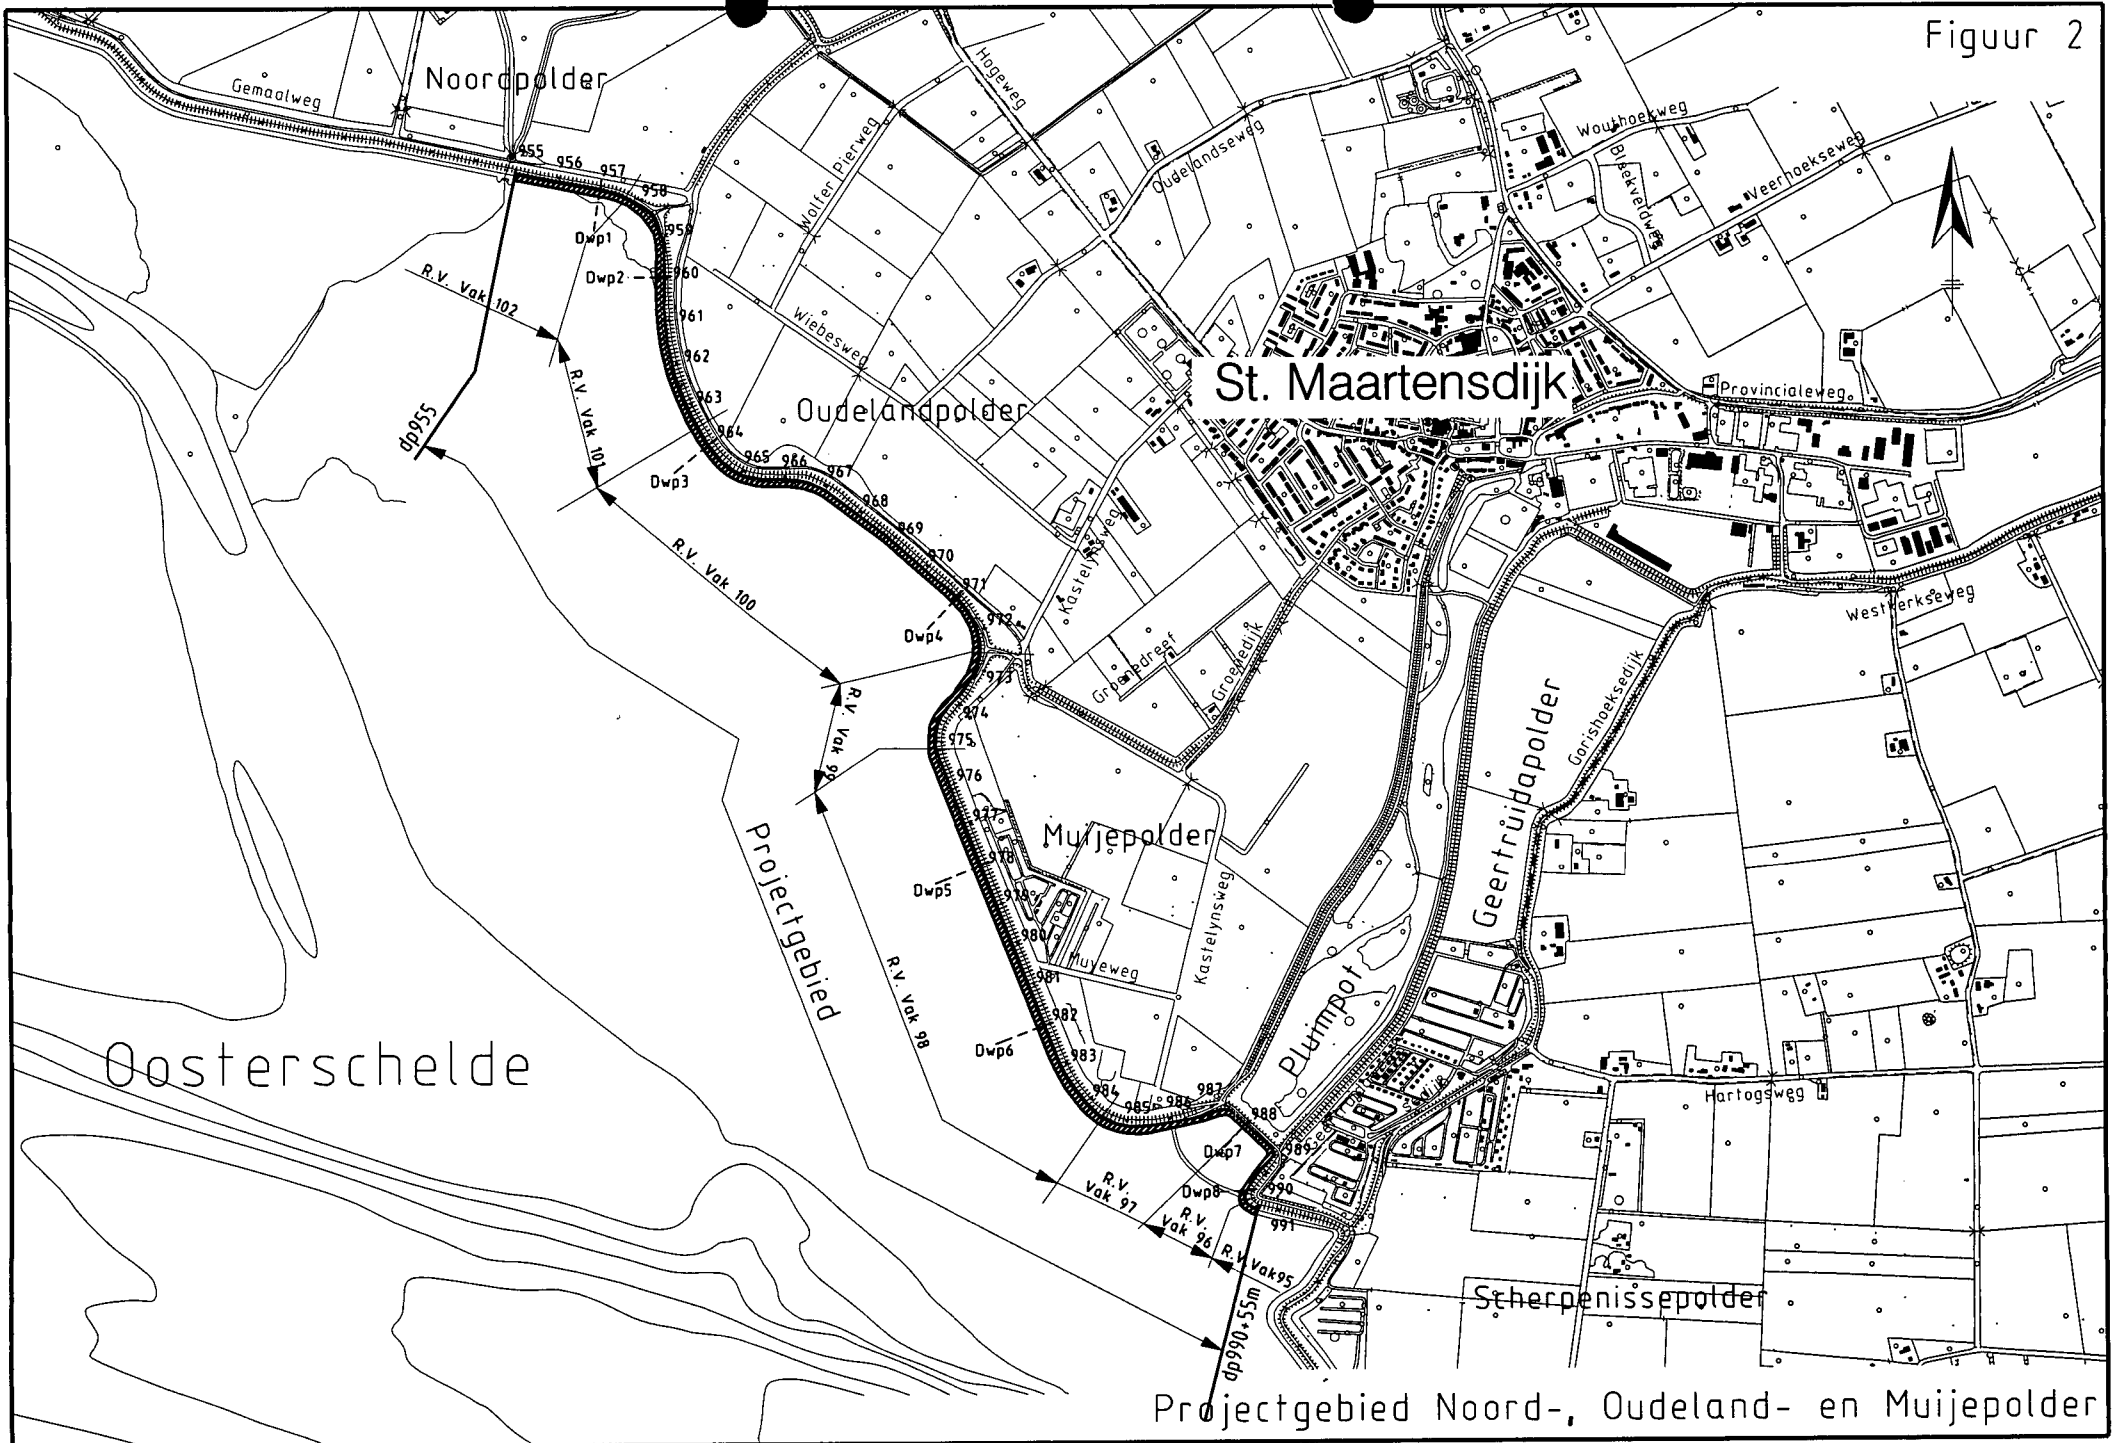 Figuur 2
Noordpolder
Gemaalweg
Hogeweg
Wolfer Pierweg
Oudelandseweg
Wouthoekweg
Blaekveldweg
Veerhoekseweg
955
956
957
958
959
960
961
962
963
964
965
966
967
968
969
970
971
972
973
974
975
976
977
978
979
980
981
982
983
984
985
986
987
988
989
990
991
Dwp1
Dwp2
Dwp3
Dwp4
Dwp5
Dwp6
Dwp7
Dwp8
R.V. Vak 102
R.V. Vak 101
R.V. Vak 100
R.V. Vak 99
R.V. Vak 98
R.V.
Vak 97
R.V.
Vak 96
R.V. Vak95
dp955
dp990+55m
Wiebesweg
Oudelandpolder
St. Maartensdijk
Provincialeweg
Kastelynsweg
Groenedreef
Groenedijk
Westkerkseweg
Gorishoeksedijk
Geertruidapolder
Muijepolder
Projectgebied
Kastelynsweg
Muyeweg
Pluimpot
Oosterschelde
Hartogsweg
Scherpenissepolder
Projectgebied Noord-, Oudeland- en Muijepolder